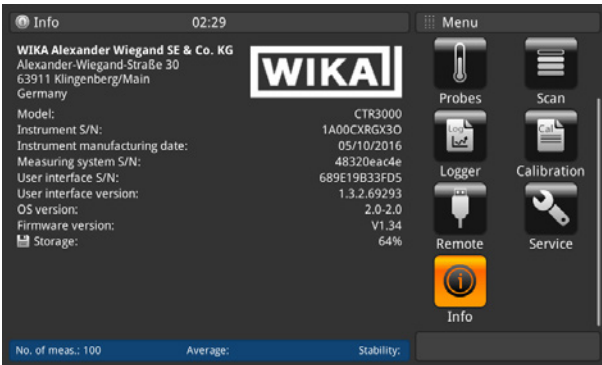 Info 02:29
WIKA Alexander Wiegand SE & Co. KG
Alexander-Wiegand-Straße 30
63911 Klingenberg/Main
Germany
WIKA
Model: CTR3000
Instrument S/N: 1A00CXRGX3O
Instrument manufacturing date: 05/10/2016
Measuring system S/N: 48320eac4e
User interface S/N: 689E19B33FD5
User interface version: 1.3.2.69293
OS version: 2.0-2.0
Firmware version: V1.34
Storage: 64%
No. of meas.: 100 Average: Stability:
Menu
Probes Scan
Log Cal
Logger Calibration
Remote Service
Info